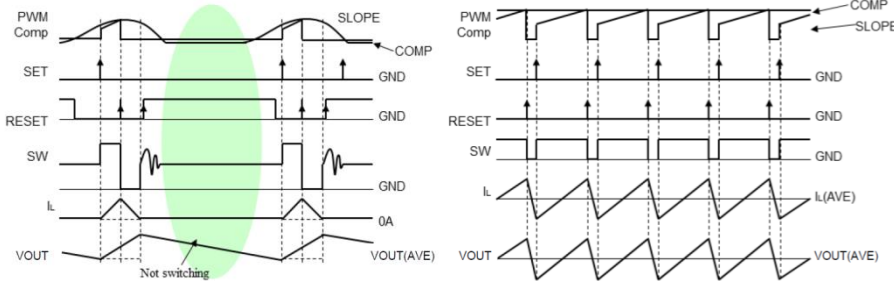 PWM
Comp
SLOPE
COMP
SET
GND
RESET
GND
SW
GND
IL
0A
VOUT
VOUT(AVE)
Not switching
PWM
Comp
COMP
SLOPE
SET
GND
RESET
GND
SW
GND
IL
IL(AVE)
VOUT
VOUT(AVE)